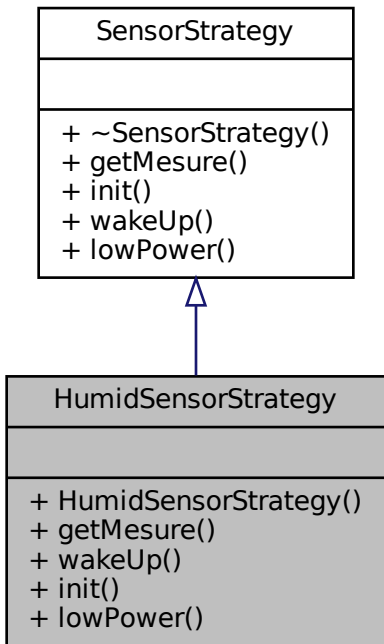 SensorStrategy
+ ~SensorStrategy()
+ getMesure()
+ init()
+ wakeUp()
+ lowPower()
HumidSensorStrategy
+ HumidSensorStrategy()
+ getMesure()
+ wakeUp()
+ init()
+ lowPower()